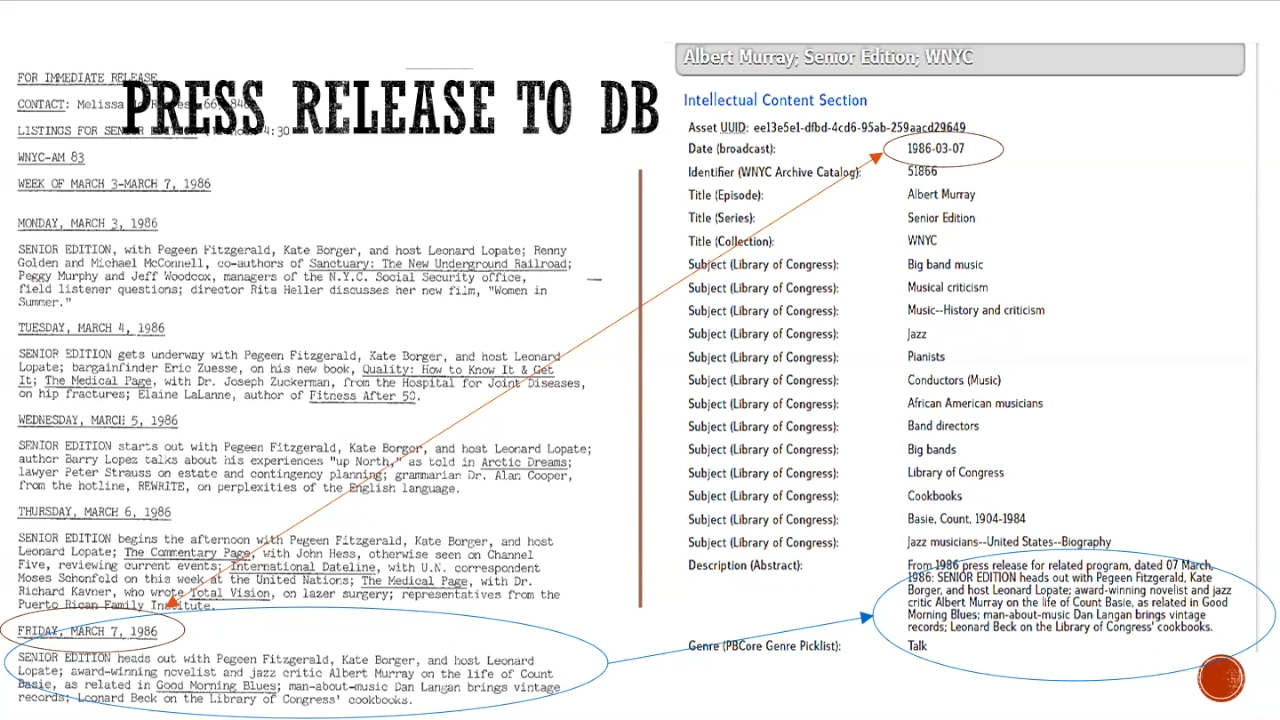 PRESS RELEASE TO DB
FOR IMMEDIATE RELEASE
CONTACT: Melissa
LISTINGS FOR 4:30
WNYC-AM 83
WEEK OF MARCH 3-MARCH 7, 1986
MONDAY, MARCH 3, 1986
SENIOR EDITION, with Pegeen Fitzgerald, Kate Borger, and host Leonard Lopate; Renny
Golden and Michael McConnell, co-authors of Sanctuary: The New Underground Railroad;
Peggy Murphy and Jeff Woodcox, managers of the N.Y.C. Social Security office,
field listener questions; director Rita Heller discusses her new film, "Women in
Summer."
TUESDAY, MARCH 4, 1986
SENIOR EDITION gets underway with Pegeen Fitzgerald, Kate Borger, and host Leonard
Lopate; bargainfinder Eric Zuesse, on his new book, Quality: How to Know It & Get
It; The Medical Page, with Dr. Joseph Zuckerman, from the Hospital for Joint Diseases,
on hip fractures; Elaine LaLanne, author of Fitness After 50.
WEDNESDAY, MARCH 5, 1986
SENIOR EDITION starts out with Pegeen Fitzgerald, Kate Borger, and host Leonard Lopate;
author Barry Lopez talks about his experiences "up North," as told in Arctic Dreams;
lawyer Peter Strauss on estate and contingency planning; grammarian Dr. Alan Cooper,
from the hotline, REWRITE, on perplexities of the English language.
THURSDAY, MARCH 6, 1986
SENIOR EDITION begins the afternoon with Pegeen Fitzgerald, Kate Borger, and host
Leonard Lopate; The Commentary Page, with John Hess, otherwise seen on Channel
Five, reviewing current events; International Dateline, with U.N. correspondent
Moses Schonfeld on this week at the United Nations; The Medical Page, with Dr.
Richard Kavner, who wrote Total Vision, on lazer surgery; representatives from the
Puerto Rican Family Institute.
FRIDAY, MARCH 7, 1986
SENIOR EDITION heads out with Pegeen Fitzgerald, Kate Borger, and host Leonard
Lopate; award-winning novelist and jazz critic Albert Murray on the life of Count
Basie, as related in Good Morning Blues; man-about-music Dan Langan brings vintage
records; Leonard Beck on the Library of Congress' cookbooks.
Albert Murray; Senior Edition; WNYC
Intellectual Content Section
Asset UUID: ee13e5e1-dfbd-4cd6-95ab-259aacd29649
Date (broadcast): 1986-03-07
Identifier (WNYC Archive Catalog): 51866
Title (Episode): Albert Murray
Title (Series): Senior Edition
Title (Collection): WNYC
Subject (Library of Congress): Big band music
Subject (Library of Congress): Musical criticism
Subject (Library of Congress): Music--History and criticism
Subject (Library of Congress): Jazz
Subject (Library of Congress): Pianists
Subject (Library of Congress): Conductors (Music)
Subject (Library of Congress): African American musicians
Subject (Library of Congress): Band directors
Subject (Library of Congress): Big bands
Subject (Library of Congress): Library of Congress
Subject (Library of Congress): Cookbooks
Subject (Library of Congress): Basie, Count, 1904-1984
Subject (Library of Congress): Jazz musicians--United States--Biography
Description (Abstract): From 1986 press release for related program, dated 07 March,
1986: SENIOR EDITION heads out with Pegeen Fitzgerald, Kate
Borger, and host Leonard Lopate; award-winning novelist and jazz
critic Albert Murray on the life of Count Basie, as related in Good
Morning Blues; man-about-music Dan Langan brings vintage
records; Leonard Beck on the Library of Congress' cookbooks.
Genre (PBCore Genre Picklist): Talk